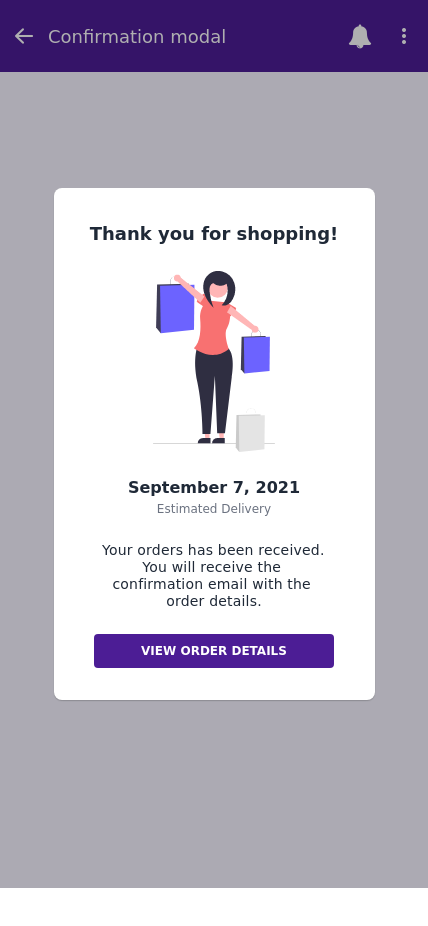 Confirmation modal
Thank you for shopping!
September 7, 2021
Estimated Delivery
Your orders has been received.
You will receive the
confirmation email with the
order details.
VIEW ORDER DETAILS